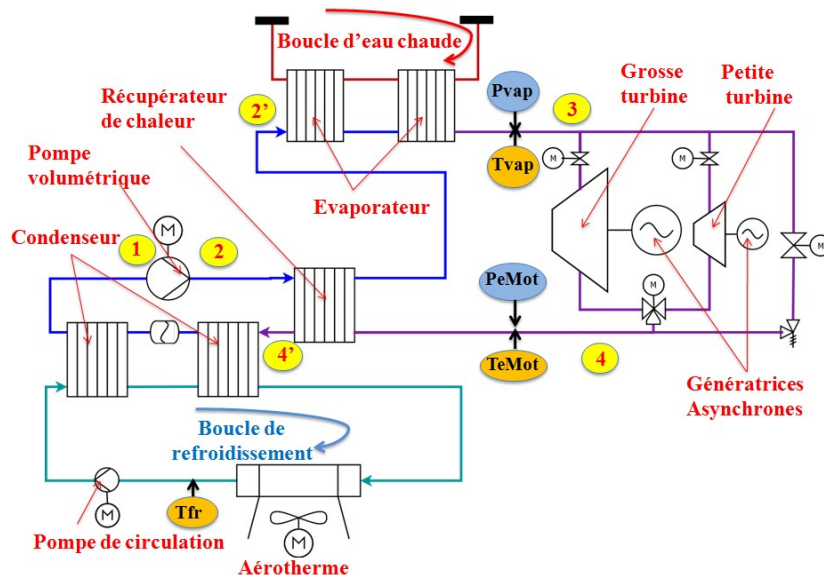 Boucle d'eau chaude
Grosse
turbine
Petite
turbine
Récupérateur
de chaleur
2'
Pvap
3
Tvap
M
M
Pompe
volumétrique
Evaporateur
M
Condenseur
1
2
M
PeMot
M
4'
TeMot
4
Génératrices
Asynchrones
Boucle de
refroidissement
M
Tfr
M
Pompe de circulation
Aérotherme